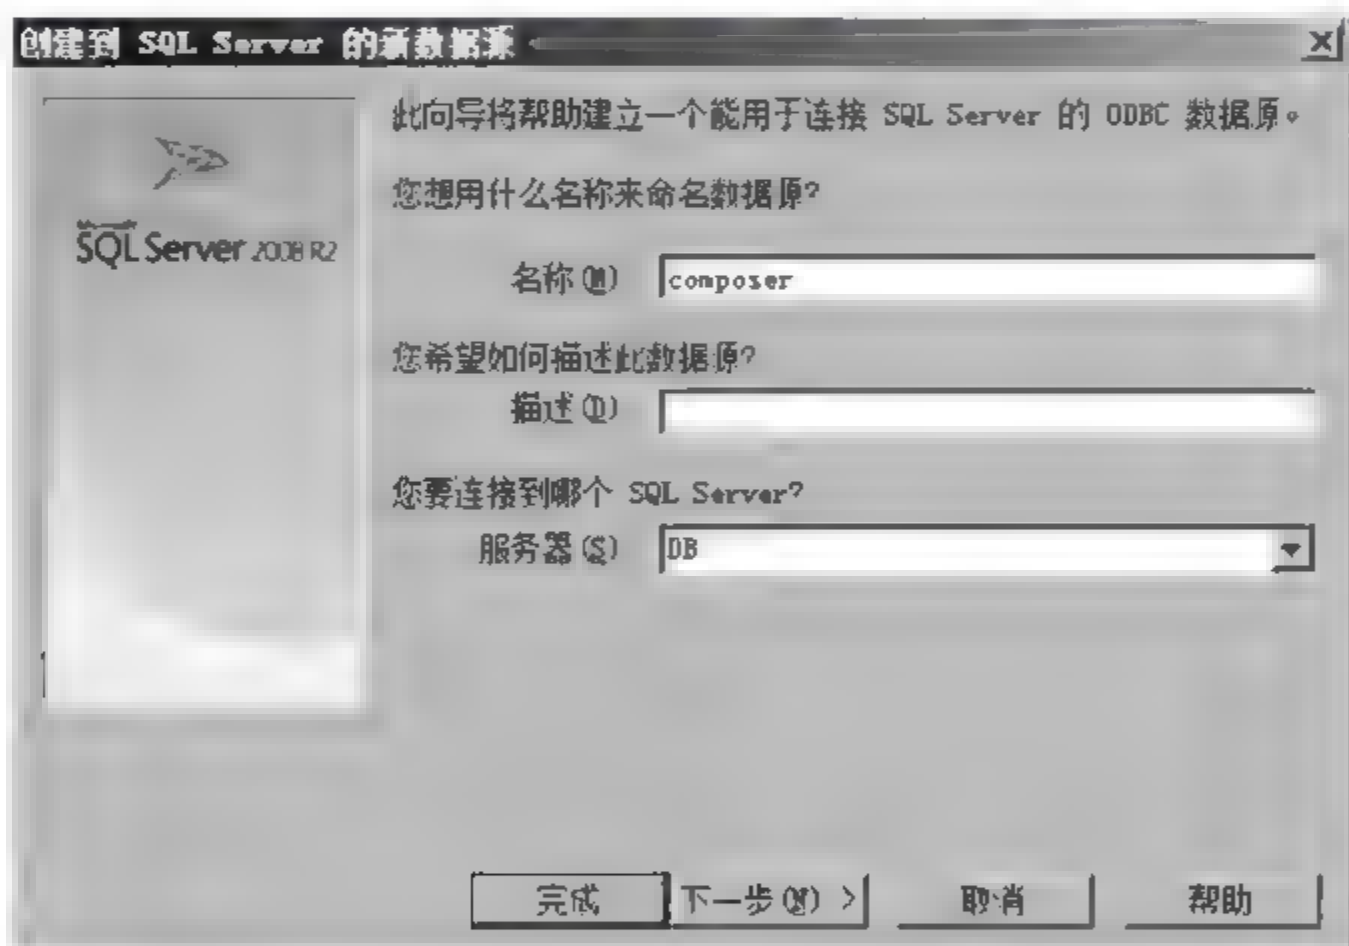 创建到 SQL Server 的新数据源
此向导将帮助建立一个能用于连接 SQL Server 的 ODBC 数据源。
Microsoft
SQL Server 2008 R2
您想用什么名称来命名数据源?
名称(M) composer
您希望如何描述此数据源?
描述(D)
您要连接到哪个 SQL Server?
服务器(S) DB
完成 下一步(N) > 取消 帮助